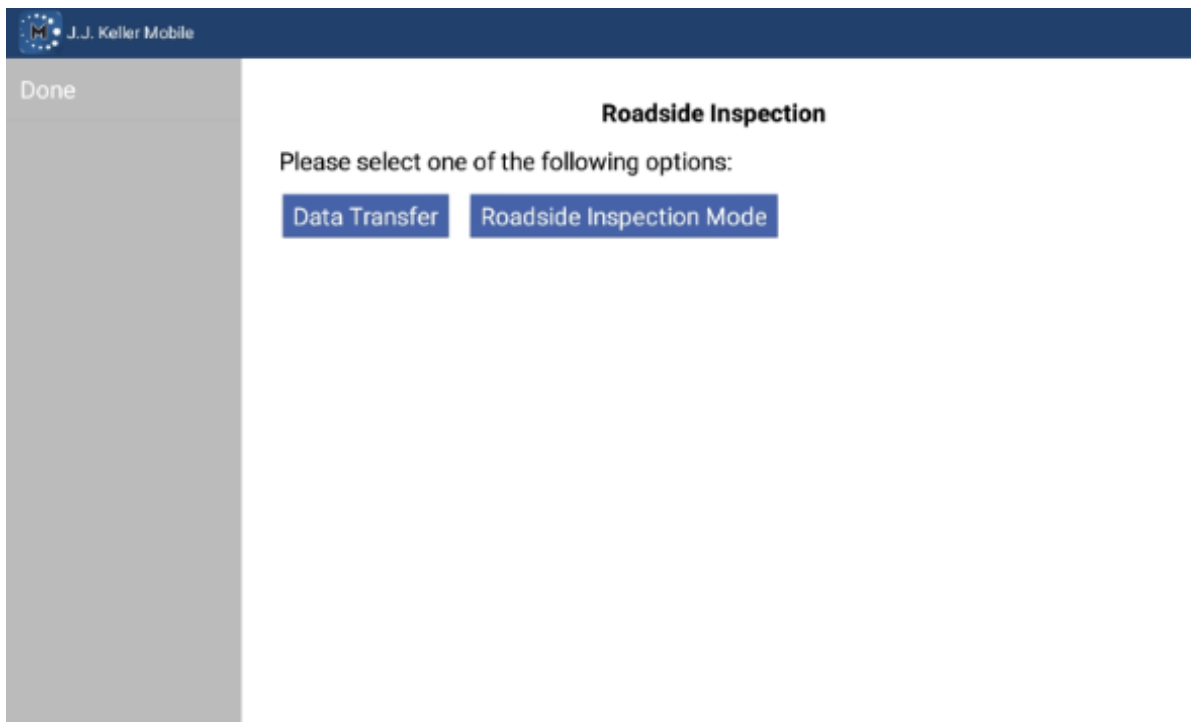 J.J. Keller Mobile
Done
Roadside Inspection
Please select one of the following options:
Data Transfer Roadside Inspection Mode